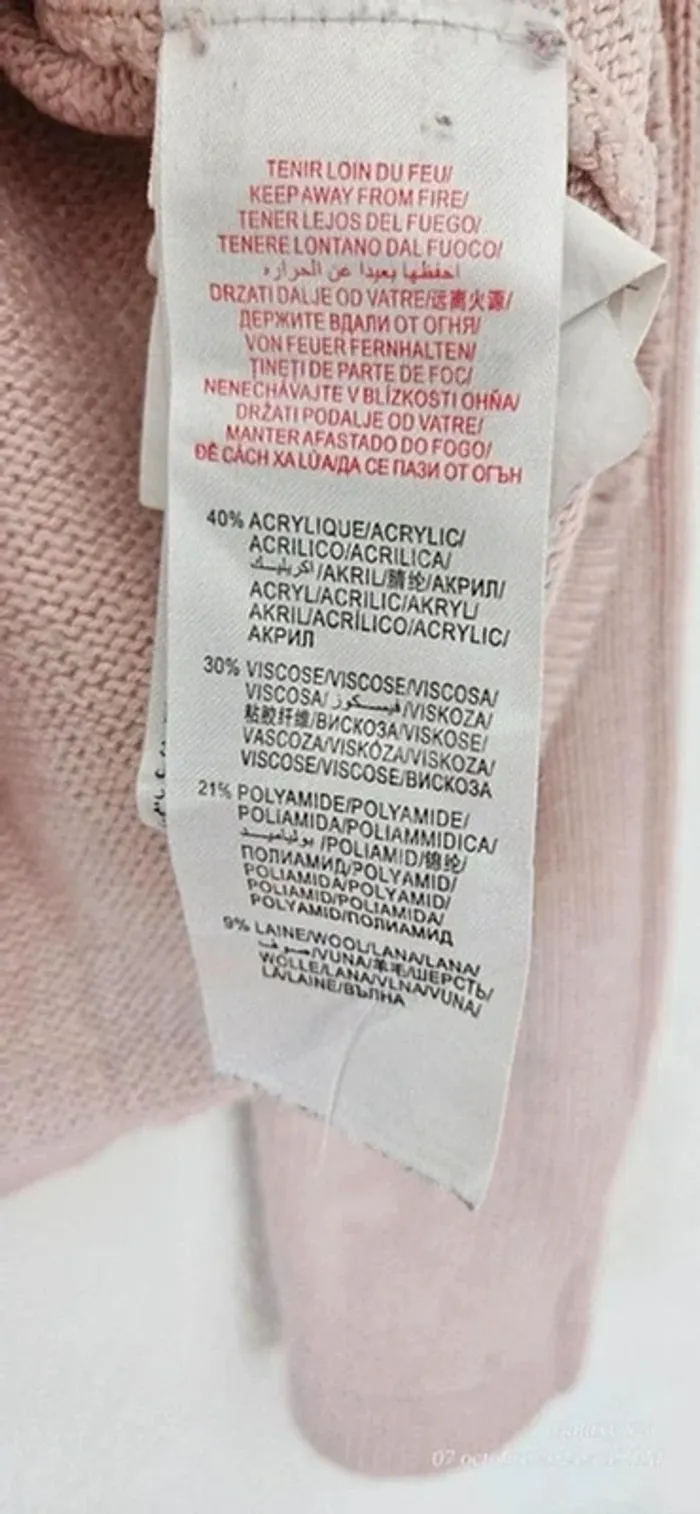 TENIR LOIN DU FEU/
KEEP AWAY FROM FIRE/
TENER LEJOS DEL FUEGO/
TENERE LONTANO DAL FUOCO/
احفظها بعيدا عن الحراره
DRZATI DALJE OD VATRE/远离火源/
ДЕРЖИТЕ ВДАЛИ ОТ ОГНЯ/
VON FEUER FERNHALTEN/
ȚINEȚI DE PARTE DE FOC/
NENECHÁVAJTE V BLÍZKOSTI OHŇA/
DRŽATI PODALJE OD VATRE/
MANTER AFASTADO DO FOGO/
ĐỂ CÁCH XA LỬA/ДА СЕ ПАЗИ ОТ ОГЪН
40% ACRYLIQUE/ACRYLIC/
ACRILICO/ACRILICA/
اكريليك/AKRIL/腈纶/АКРИЛ/
ACRYL/ACRILIC/AKRYL/
AKRIL/ACRÍLICO/ACRYLIC/
АКРИЛ
30% VISCOSE/VISCOSE/VISCOSA/
VISCOSA/فيسكوز/VISKOZA/
粘胶纤维/ВИСКОЗА/VISKOSE/
VASCOZA/VISKÓZA/VISKOZA/
VISCOSE/VISCOSE/ВИСКОЗА
21% POLYAMIDE/POLYAMIDE/
POLIAMIDA/POLIAMMIDICA/
بولياميد/POLIAMID/锦纶/
ПОЛИАМИД/POLYAMID/
POLIAMIDA/POLYAMID/
POLIAMID/POLIAMIDA/
POLYAMID/ПОЛИАМИД
9% LAINE/WOOL/LANA/LANA/
صوف/VUNA/羊毛/ШЕРСТЬ/
WOLLE/LANA/VLNA/VUNA/
LÃ/LAINE/ВЪЛНА
07